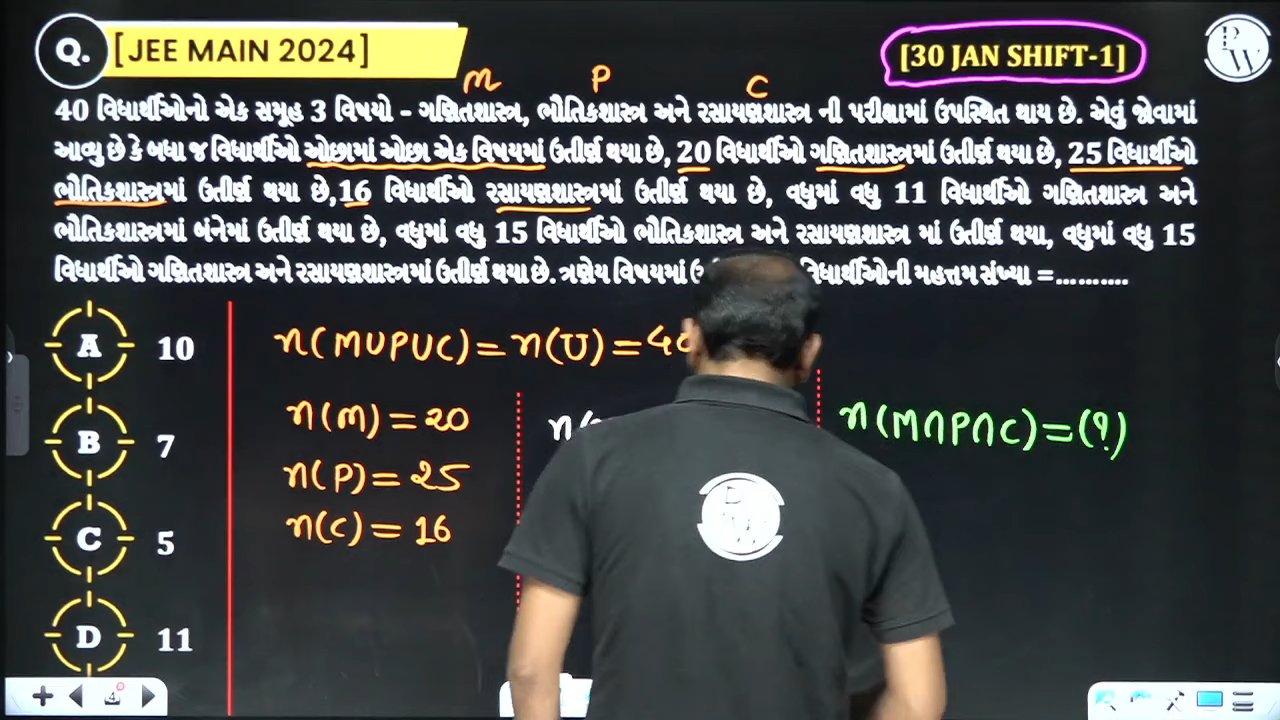 Q. [JEE MAIN 2024]
[30 JAN SHIFT-1]
M P C
40 વિદ્યાર્થીઓનો એક સમૂહ 3 વિષયો - ગણિતશાસ્ત્ર, ભૌતિકશાસ્ત્ર અને રસાયણશાસ્ત્ર ની પરીક્ષામાં ઉપસ્થિત થાય છે. એવું જોવામાં
આવ્યુ છે કે બધા જ વિદ્યાર્થીઓ ઓછામાં ઓછા એક વિષયમાં ઉતીર્ણ થયા છે, 20 વિદ્યાર્થીઓ ગણિતશાસ્ત્રમાં ઉતીર્ણ થયા છે, 25 વિદ્યાર્થીઓ
ભૌતિકશાસ્ત્રમાં ઉતીર્ણ થયા છે,16 વિદ્યાર્થીઓ રસાયણશાસ્ત્રમાં ઉતીર્ણ થયા છે, વધુમાં વધુ 11 વિદ્યાર્થીઓ ગણિતશાસ્ત્ર અને
ભૌતિકશાસ્ત્રમાં બંનેમાં ઉતીર્ણ થયા છે, વધુમાં વધુ 15 વિદ્યાર્થીઓ ભૌતિકશાસ્ત્ર અને રસાયણશાસ્ત્ર માં ઉતીર્ણ થયા, વધુમાં વધુ 15
વિદ્યાર્થીઓ ગણિતશાસ્ત્ર અને રસાયણશાસ્ત્રમાં ઉતીર્ણ થયા છે. ત્રણેય વિષયમાં વિદ્યાર્થીઓની મહત્તમ સંખ્યા =..........
A 10
B 7
C 5
D 11
n(M∪P∪C) = n(U) = 40
n(M) = 20
n(P) = 25
n(C) = 16
n(
n(M∩P∩C) = (?)